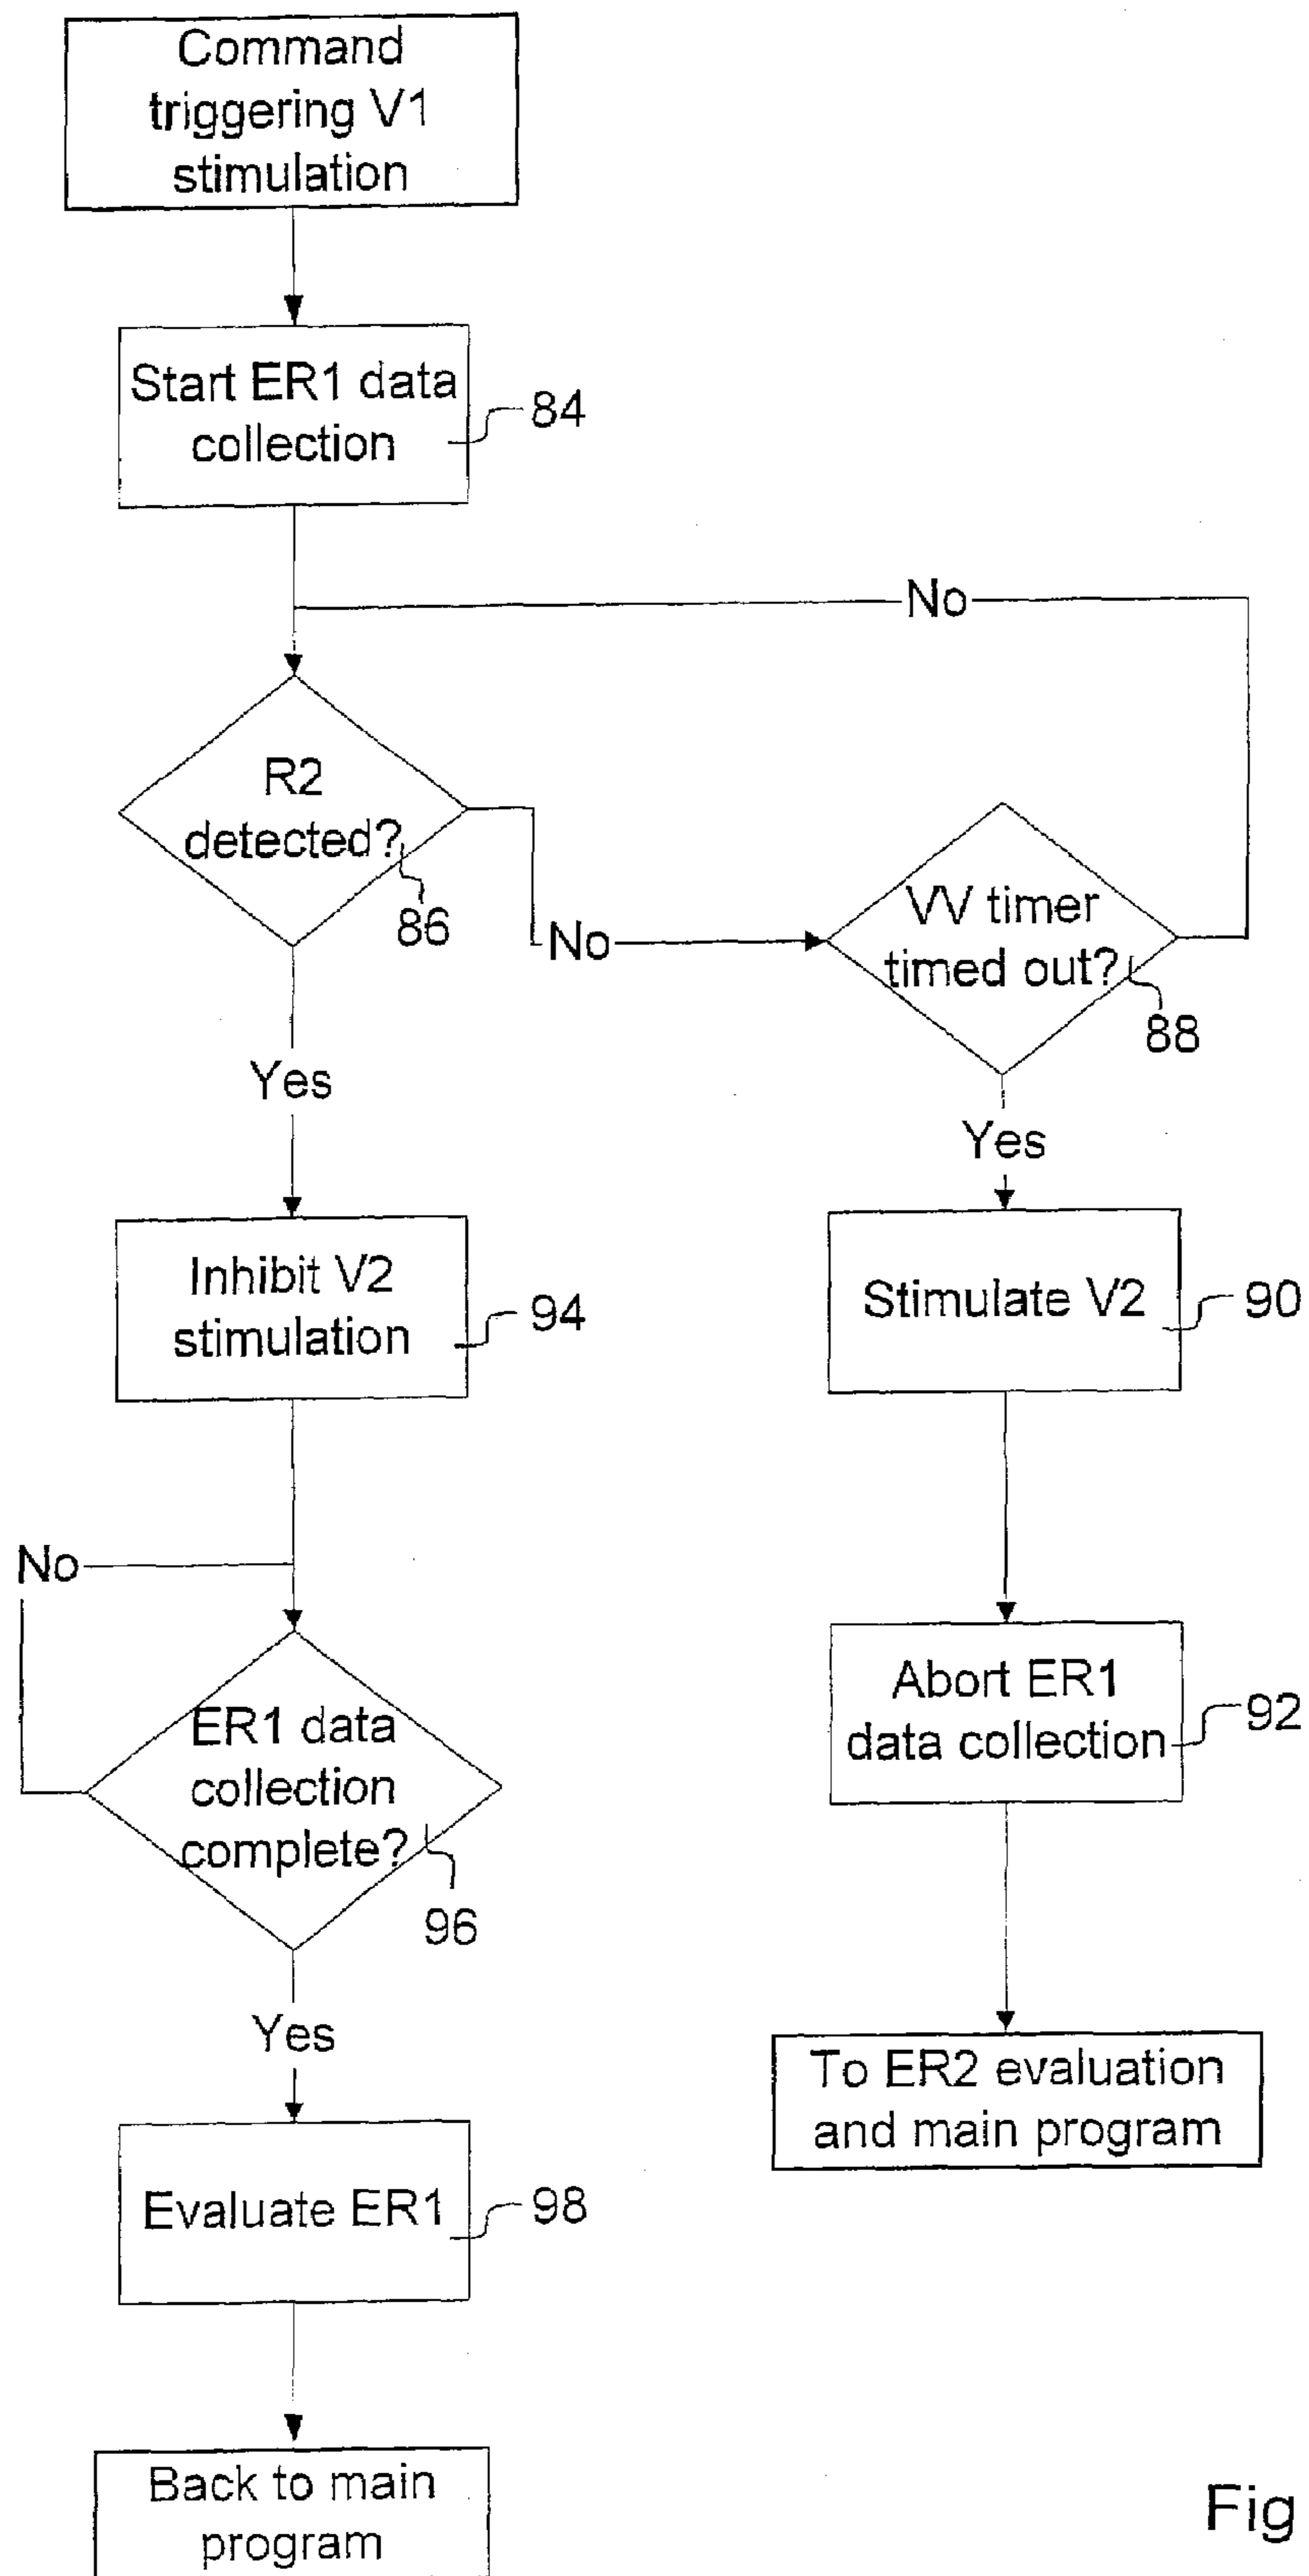 Command
triggering V1
stimulation
Start ER1 data
collection
84
No
R2
detected?
86
No
VV timer
timed out?
88
Yes
Yes
Inhibit V2
stimulation
94
Stimulate V2
90
No
ER1 data
collection
complete?
96
Abort ER1
data collection
92
Yes
To ER2 evaluation
and main program
Evaluate ER1
98
Back to main
program
Fig